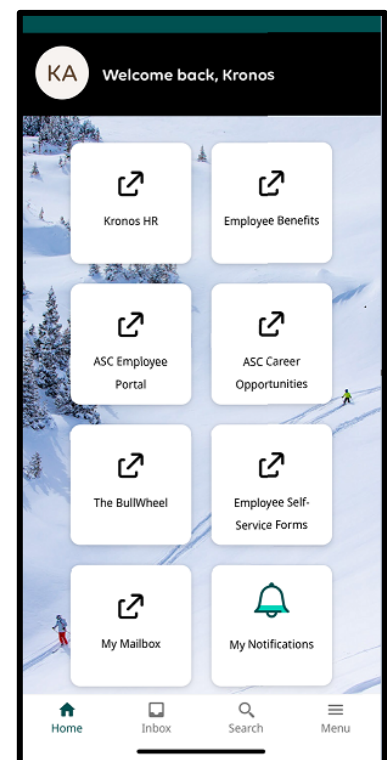 KA
Welcome back, Kronos
Kronos HR
Employee Benefits
ASC Employee
Portal
ASC Career
Opportunities
The BullWheel
Employee Self-
Service Forms
My Mailbox
My Notifications
Home
Inbox
Search
Menu